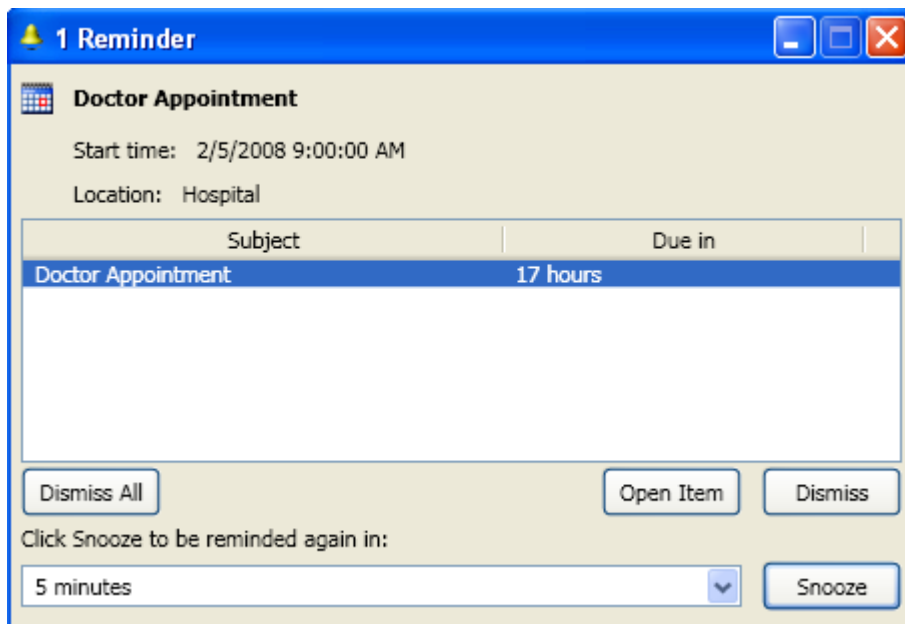 1 Reminder
Doctor Appointment
Start time: 2/5/2008 9:00:00 AM
Location: Hospital
Subject Due in
Doctor Appointment 17 hours
Dismiss All Open Item Dismiss
Click Snooze to be reminded again in:
5 minutes Snooze